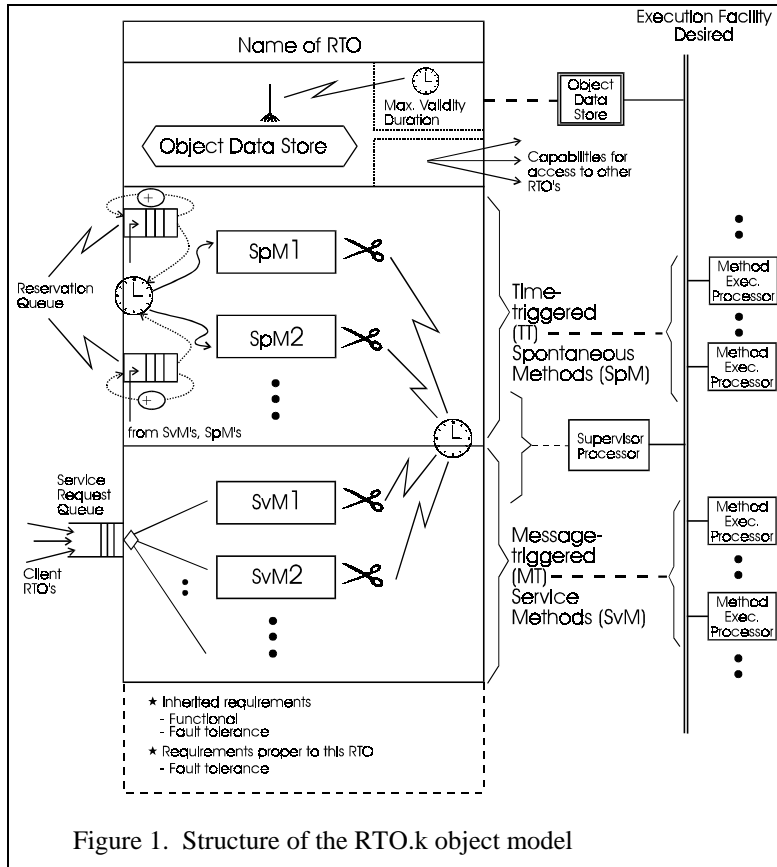 Execution Facility
Desired
Name of RTO
Max. Validity
Duration
Object
Data
Store
Object Data Store
Capabilities for
access to other
RTO's
SpM1
Reservation
Queue
SpM2
from SvM's, SpM's
Time-
triggered
(TT)
Spontaneous
Methods (SpM)
Method
Exec.
Processor
Method
Exec.
Processor
Supervisor
Processor
Service
Request
Queue
Client
RTO's
SvM1
SvM2
Message-
triggered
(MT)
Service
Methods (SvM)
Method
Exec.
Processor
Method
Exec.
Processor
★ Inherited requirements
- Functional
- Fault tolerance
★ Requirements proper to this RTO
- Fault tolerance
Figure 1. Structure of the RTO.k object model